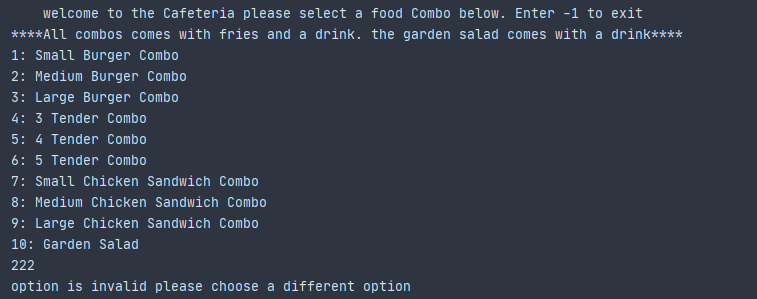 welcome to the Cafeteria please select a food Combo below. Enter -1 to exit
****All combos comes with fries and a drink. the garden salad comes with a drink****
1: Small Burger Combo
2: Medium Burger Combo
3: Large Burger Combo
4: 3 Tender Combo
5: 4 Tender Combo
6: 5 Tender Combo
7: Small Chicken Sandwich Combo
8: Medium Chicken Sandwich Combo
9: Large Chicken Sandwich Combo
10: Garden Salad
222
option is invalid please choose a different option